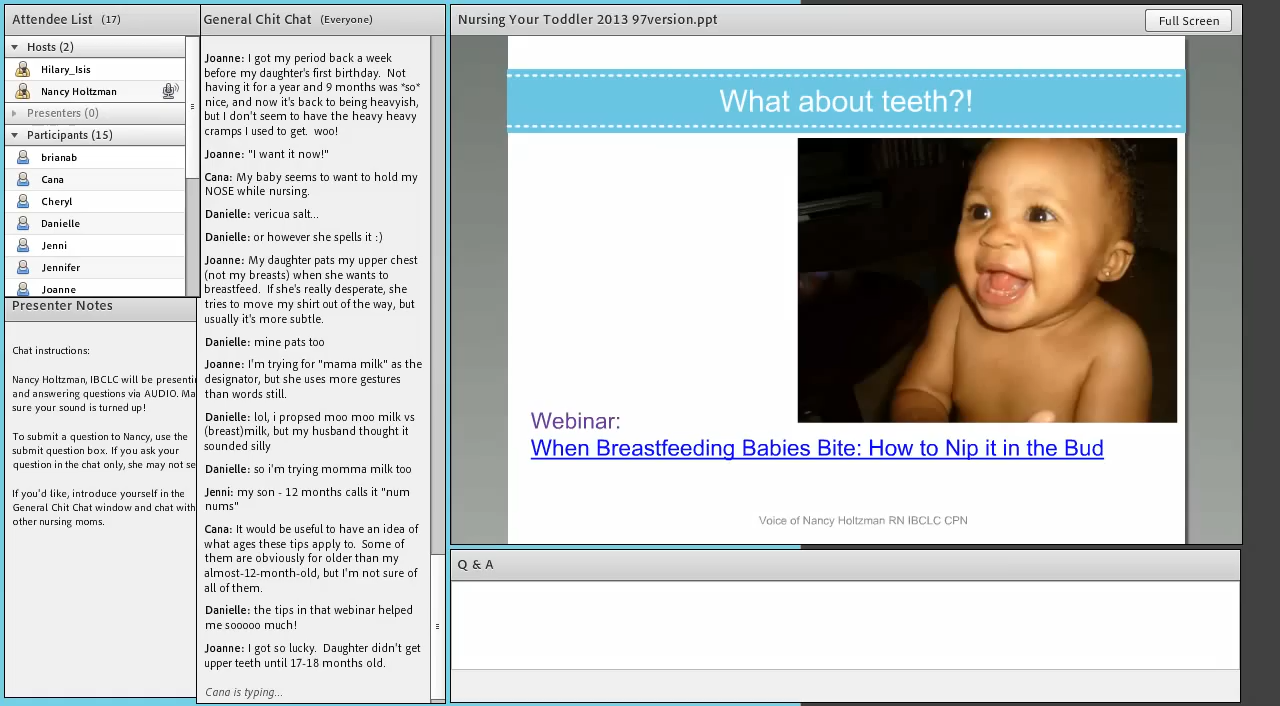 Attendee List (17)
Hosts (2)
Hilary_Isis
Nancy Holtzman
Presenters (0)
Participants (15)
brianab
Cana
Cheryl
Danielle
Jenni
Jennifer
Joanne
Presenter Notes
Chat instructions:
Nancy Holtzman, IBCLC will be
and answering questions via AUDIO.
sure your sound is turned up!
To submit a question to Nancy, use the
submit question box. If you ask your
question in the chat only, she may not
If you'd like, introduce yourself in the
General Chit Chat window and chat with
other nursing moms.
General Chit Chat (Everyone)
Joanne: I got my period back a week
before my daughter's first birthday. Not
having it for a year and 9 months was *so*
nice, and now it's back to being heavyish,
but I don't seem to have the heavy heavy
cramps I used to get. woo!
Joanne: "I want it now!"
Cana: My baby seems to want to hold my
NOSE while nursing.
Danielle: vericua salt...
Danielle: or however she spells it :)
Joanne: My daughter pats my upper chest
(not my breasts) when she wants to
breastfeed. If she's really desperate, she
tries to move my shirt out of the way, but
usually it's more subtle.
Danielle: mine pats too
Joanne: I'm trying for "mama milk" as the
designator, but she uses more gestures
than words still.
Danielle: lol, i propsed moo moo milk vs
(breast)milk, but my husband thought it
sounded silly
Danielle: so i'm trying momma milk too
Jenni: my son - 12 months calls it "num
nums"
Cana: It would be useful to have an idea of
what ages these tips apply to. Some of
them are obviously for older than my
almost-12-month-old, but I'm not sure of
all of them.
Danielle: the tips in that webinar helped
me sooooo much!
Joanne: I got so lucky. Daughter didn't get
upper teeth until 17-18 months old.
Cana is typing...
Nursing Your Toddler 2013 97version.ppt
Full Screen
What about teeth?!
Webinar:
When Breastfeeding Babies Bite: How to Nip it in the Bud
Voice of Nancy Holtzman RN IBCLC CPN
Q & A